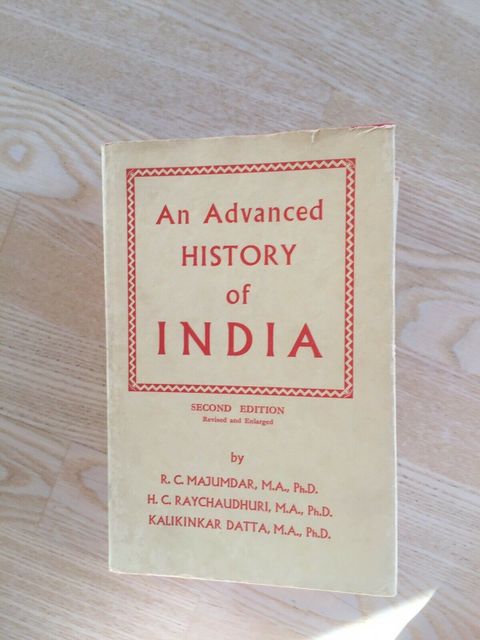 An Advanced
HISTORY
of
INDIA
SECOND EDITION
Revised and Enlarged
by
R. C. MAJUMDAR, M.A., Ph.D.
H. C. RAYCHAUDHURI, M.A., Ph.D.
KALIKINKAR DATTA, M.A., Ph.D.